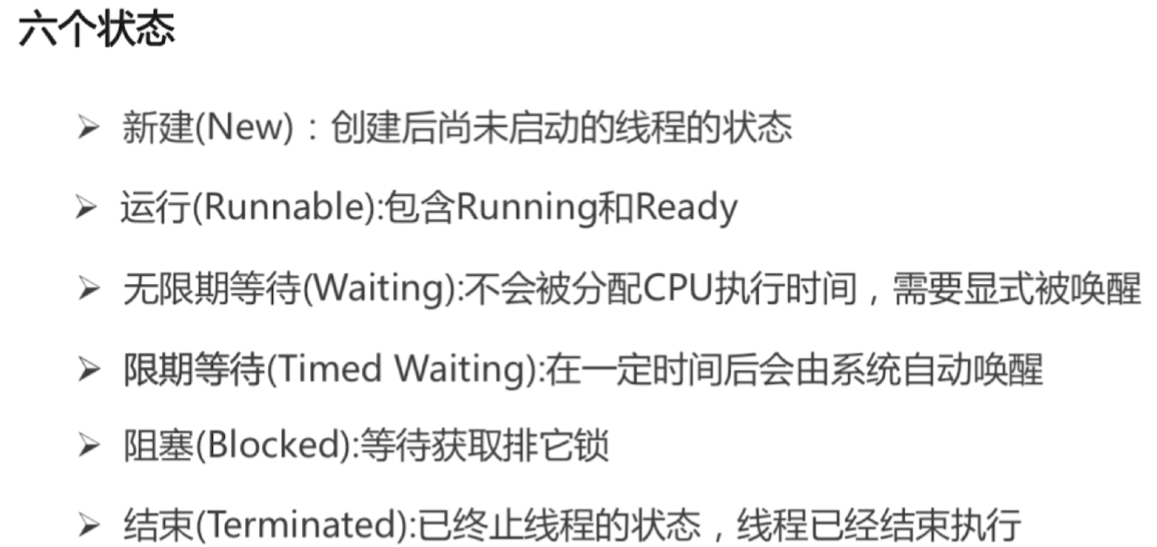 六个状态
➢ 新建(New)：创建后尚未启动的线程的状态
➢ 运行(Runnable):包含Running和Ready
➢ 无限期等待(Waiting):不会被分配CPU执行时间，需要显式被唤醒
➢ 限期等待(Timed Waiting):在一定时间后会由系统自动唤醒
➢ 阻塞(Blocked):等待获取排它锁
➢ 结束(Terminated):已终止线程的状态，线程已经结束执行